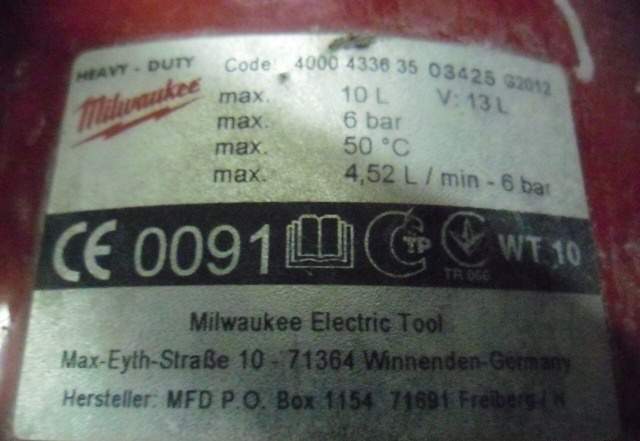 HEAVY - DUTY Code: 4000 4336 35 03425 G2012
Milwaukee
max. 10 L V: 13 L
max. 6 bar
max. 50 °C
max. 4,52 L / min - 6 bar
CE 0091 TP TR 066 WT 10
Milwaukee Electric Tool
Max-Eyth-Straße 10 - 71364 Winnenden-Germany
Hersteller: MFD P.O. Box 1154 71691 Freiberg / N